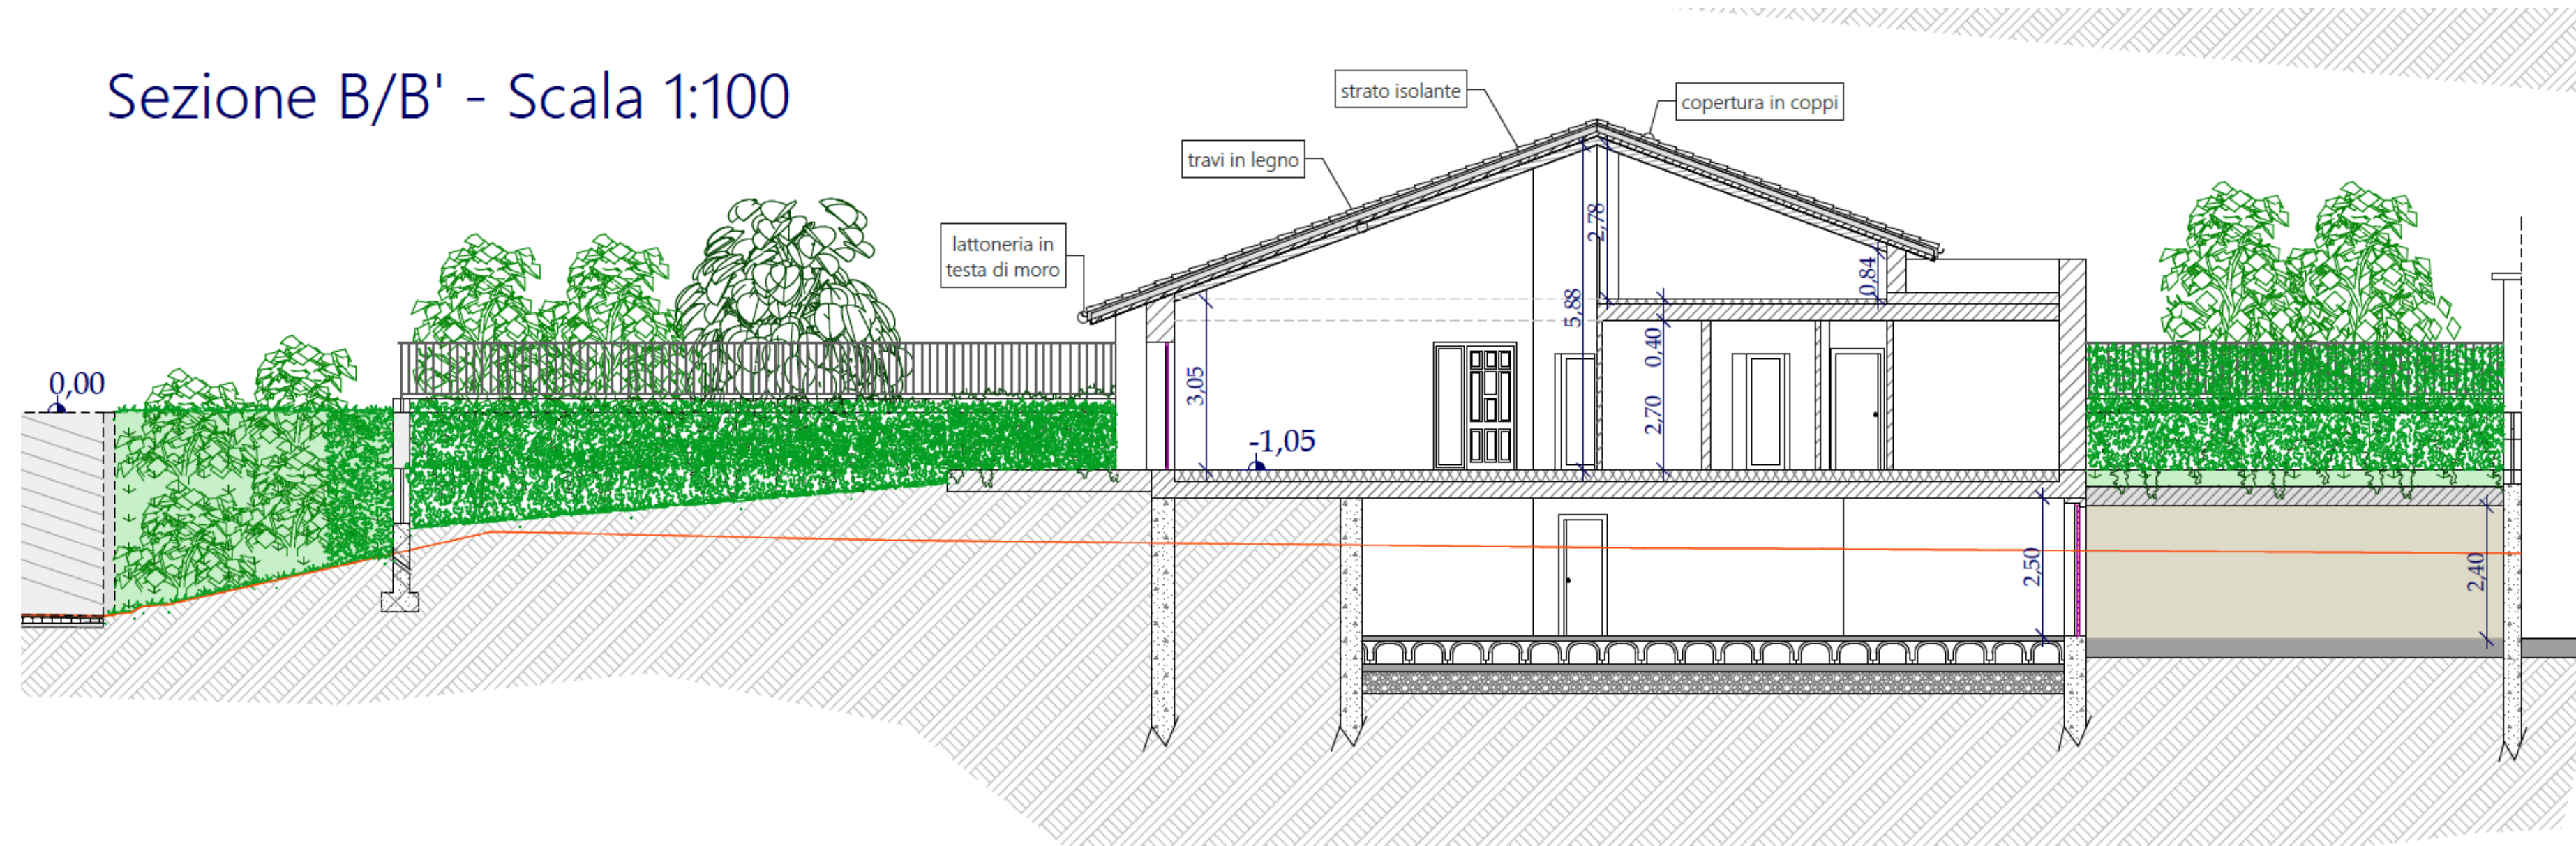 Sezione B/B' - Scala 1:100
strato isolante
copertura in coppi
travi in legno
lattoneria in
testa di moro
0,00
-1,05
3,05
5,88
2,78
0,84
0,40
2,70
2,50
2,40